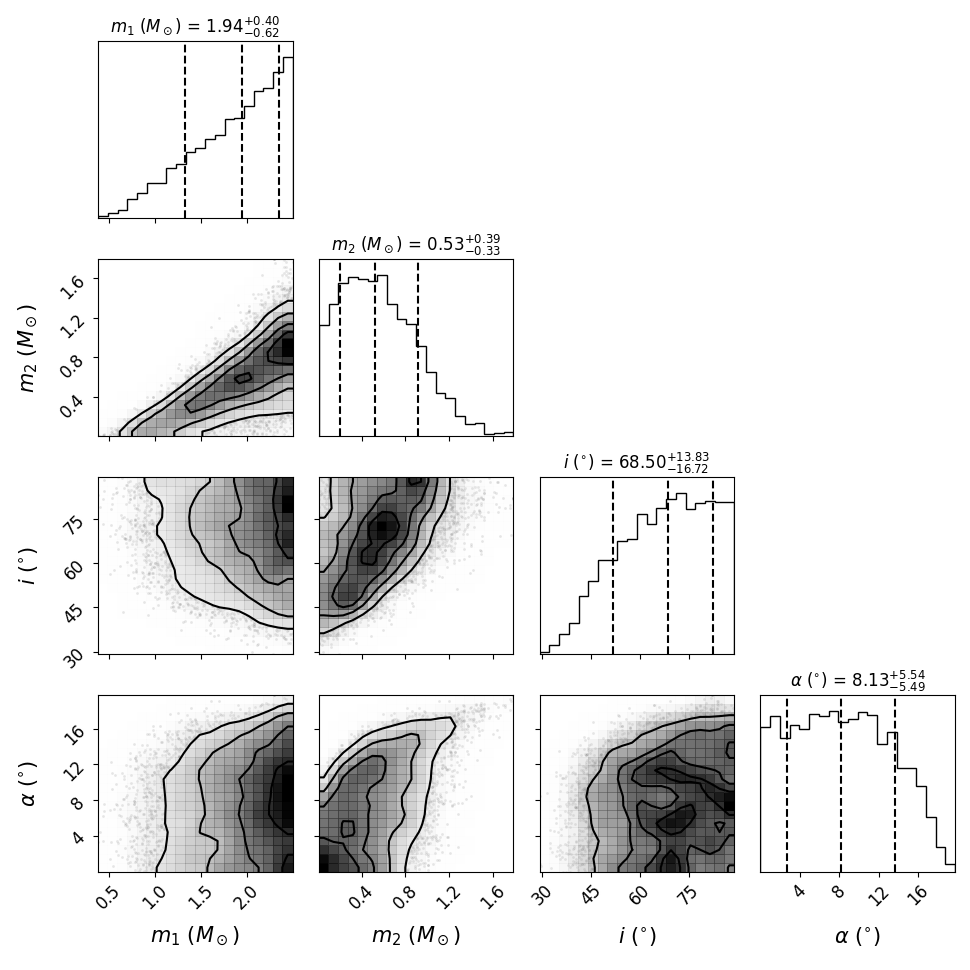 m₁ (M⊙) = 1.94 +0.40 −0.62
m₂ (M⊙) = 0.53 +0.39 −0.33
m₂ (M⊙)
1.6
1.2
0.8
0.4
i (°) = 68.50 +13.83 −16.72
i (°)
75
60
45
30
α (°) = 8.13 +5.54 −5.49
α (°)
16
12
8
4
0.5 1.0 1.5 2.0 0.4 0.8 1.2 1.6 30 45 60 75 4 8 12 16
m₁ (M⊙) m₂ (M⊙) i (°) α (°)